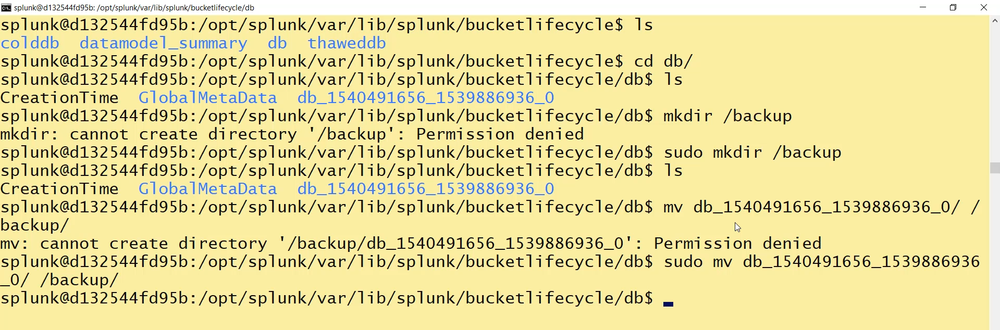 splunk@d132544fd95b: /opt/splunk/var/lib/splunk/bucketlifecycle/db
splunk@d132544fd95b:/opt/splunk/var/lib/splunk/bucketlifecycle$ ls
colddb  datamodel_summary  db  thaweddb
splunk@d132544fd95b:/opt/splunk/var/lib/splunk/bucketlifecycle$ cd db/
splunk@d132544fd95b:/opt/splunk/var/lib/splunk/bucketlifecycle/db$ ls
CreationTime  GlobalMetaData  db_1540491656_1539886936_0
splunk@d132544fd95b:/opt/splunk/var/lib/splunk/bucketlifecycle/db$ mkdir /backup
mkdir: cannot create directory '/backup': Permission denied
splunk@d132544fd95b:/opt/splunk/var/lib/splunk/bucketlifecycle/db$ sudo mkdir /backup
splunk@d132544fd95b:/opt/splunk/var/lib/splunk/bucketlifecycle/db$ ls
CreationTime  GlobalMetaData  db_1540491656_1539886936_0
splunk@d132544fd95b:/opt/splunk/var/lib/splunk/bucketlifecycle/db$ mv db_1540491656_1539886936_0/ /
backup/
mv: cannot create directory '/backup/db_1540491656_1539886936_0': Permission denied
splunk@d132544fd95b:/opt/splunk/var/lib/splunk/bucketlifecycle/db$ sudo mv db_1540491656_1539886936
_0/ /backup/
splunk@d132544fd95b:/opt/splunk/var/lib/splunk/bucketlifecycle/db$